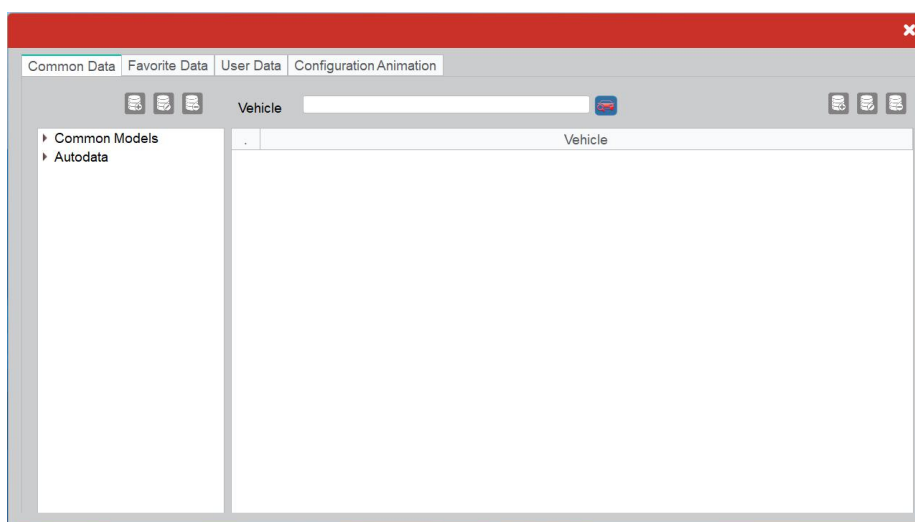 Common Data Favorite Data User Data Configuration Animation
Vehicle
Common Models
Autodata
. Vehicle